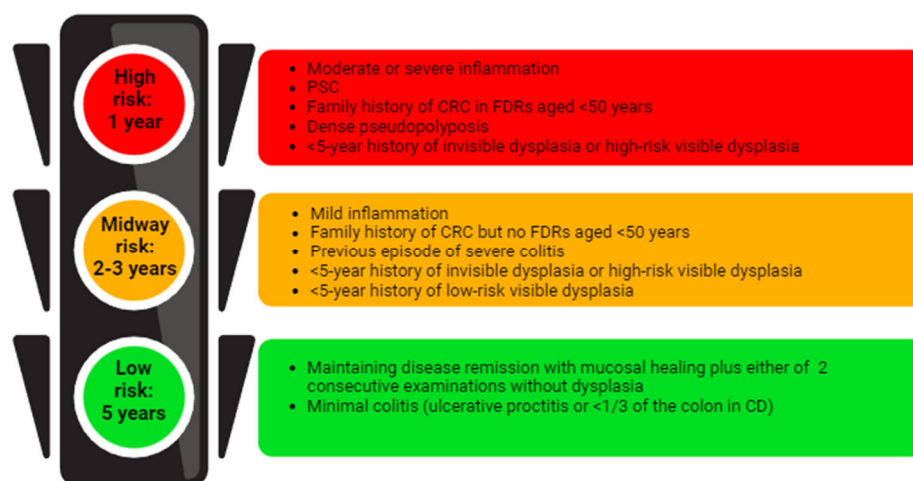 High
risk:
1 year
• Moderate or severe inflammation
• PSC
• Family history of CRC in FDRs aged <50 years
• Dense pseudopolyposis
• <5-year history of invisible dysplasia or high-risk visible dysplasia
Midway
risk:
2-3 years
• Mild inflammation
• Family history of CRC but no FDRs aged <50 years
• Previous episode of severe colitis
• <5-year history of invisible dysplasia or high-risk visible dysplasia
• <5-year history of low-risk visible dysplasia
Low
risk:
5 years
• Maintaining disease remission with mucosal healing plus either of 2
consecutive examinations without dysplasia
• Minimal colitis (ulcerative proctitis or <1/3 of the colon in CD)